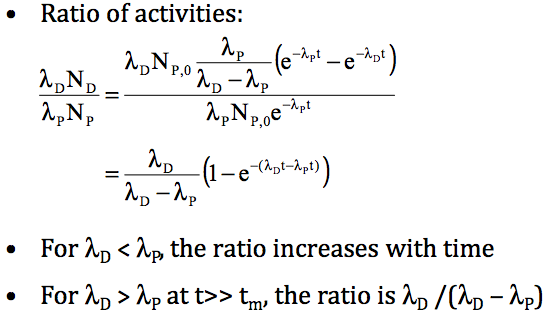 • Ratio of activities:
λ_D N_D / λ_P N_P = λ_D N_{P,0} λ_P / (λ_D − λ_P) (e^{−λ_P t} − e^{−λ_D t}) / λ_P N_{P,0} e^{−λ_P t}
= λ_D / (λ_D − λ_P) (1 − e^{−(λ_D t − λ_P t)})
• For λ_D < λ_P, the ratio increases with time
• For λ_D > λ_P at t>> t_m, the ratio is λ_D /(λ_D − λ_P)